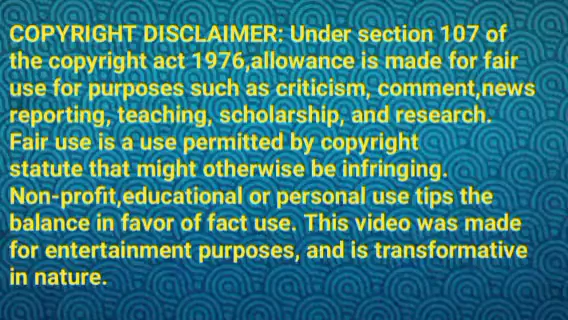 COPYRIGHT DISCLAIMER: Under section 107 of
the copyright act 1976,allowance is made for fair
use for purposes such as criticism, comment,news
reporting, teaching, scholarship, and research.
Fair use is a use permitted by copyright
statute that might otherwise be infringing.
Non-profit,educational or personal use tips the
balance in favor of fact use. This video was made
for entertainment purposes, and is transformative
in nature.